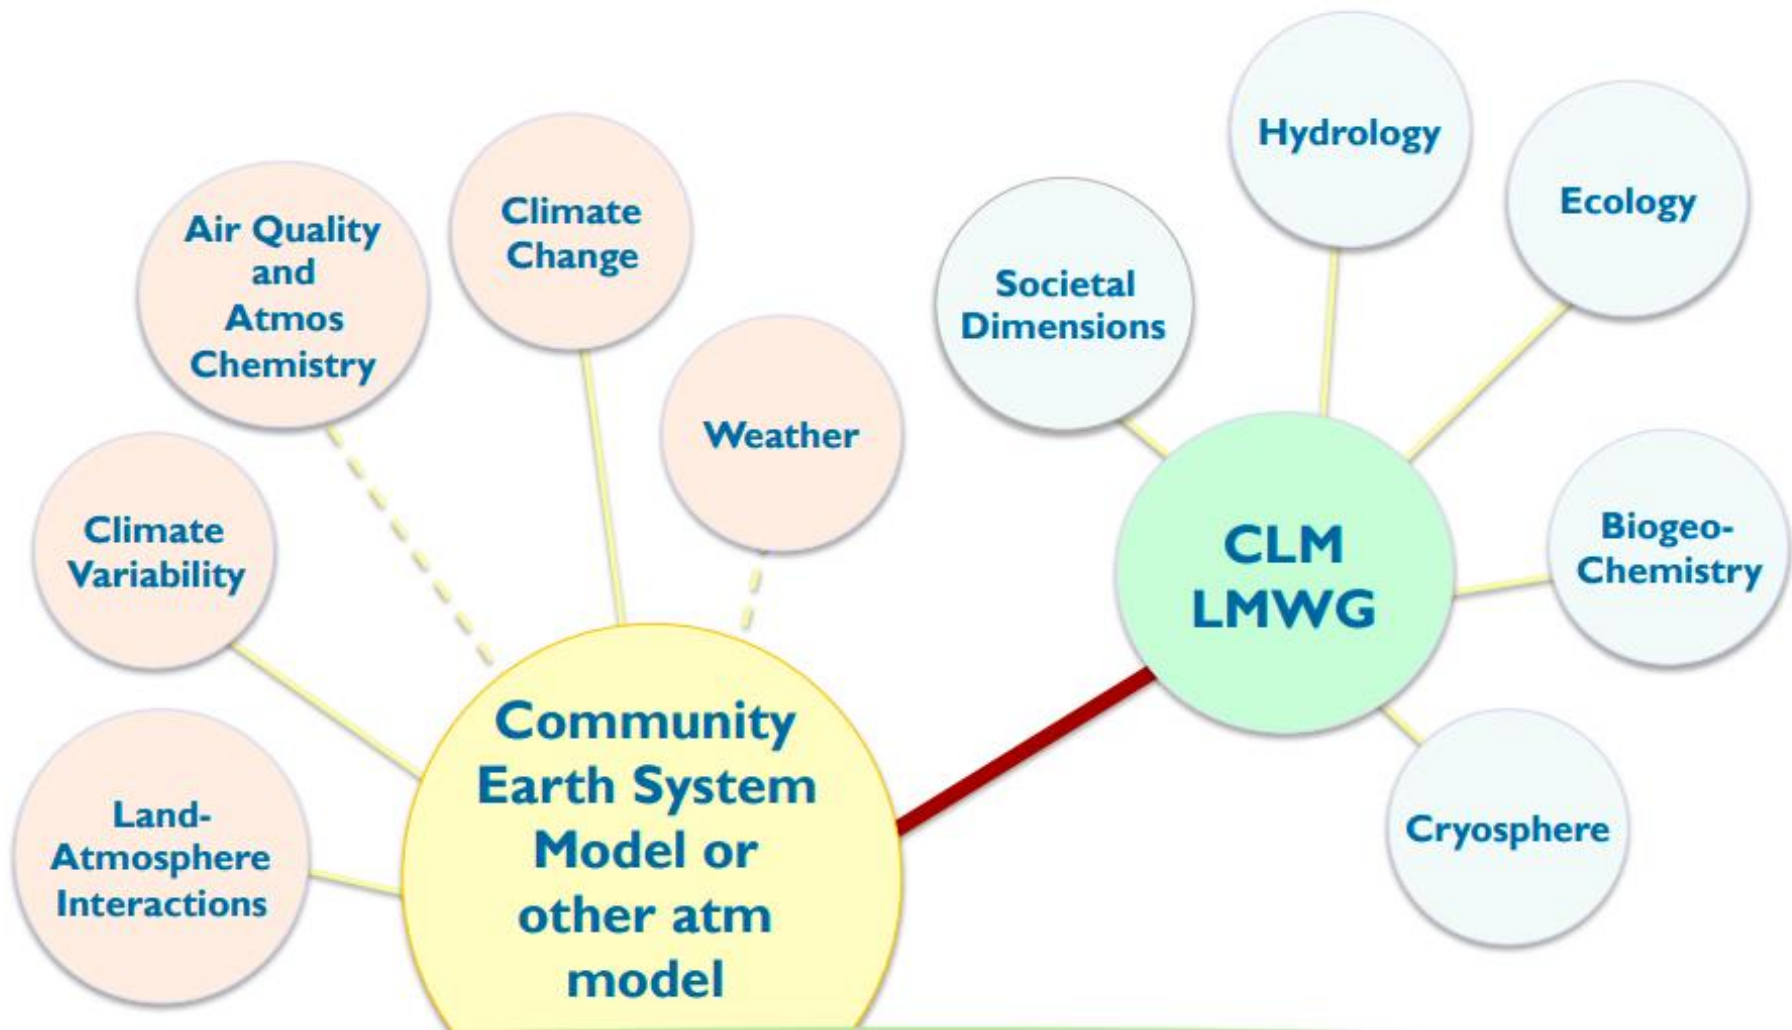 Hydrology
Ecology
Climate
Change
Air Quality
and
Atmos
Chemistry
Societal
Dimensions
Weather
Climate
Variability
CLM
LMWG
Biogeo-
Chemistry
Community
Earth System
Model or
other atm
model
Land-
Atmosphere
Interactions
Cryosphere